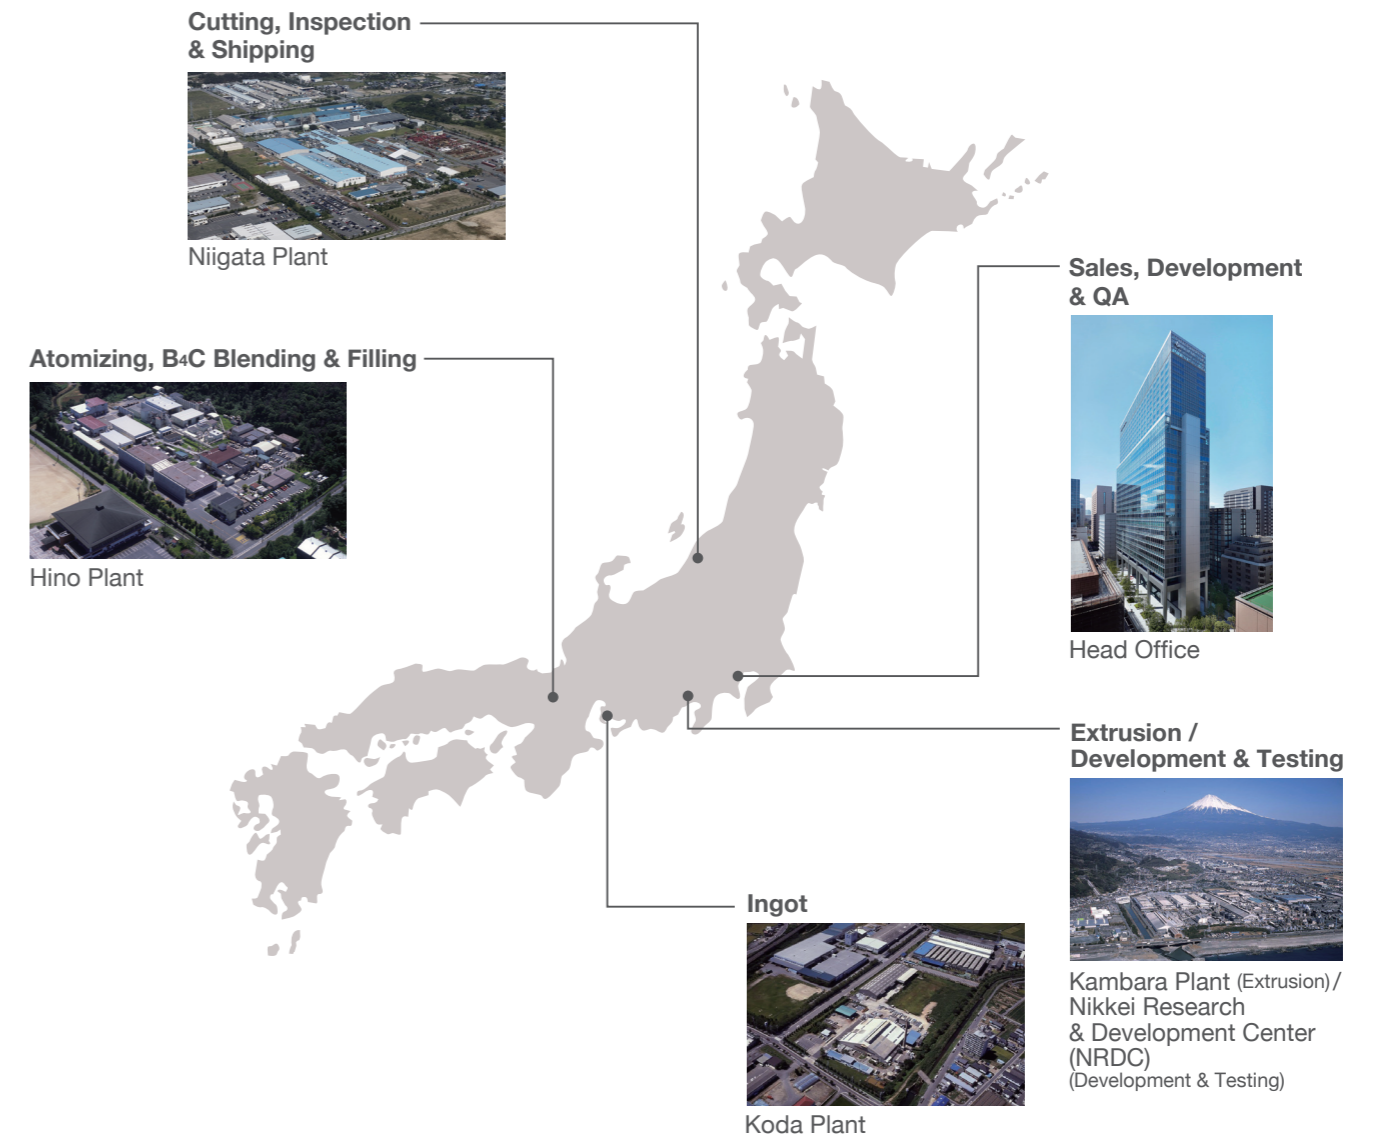 Cutting, Inspection
& Shipping
Niigata Plant
Atomizing, B4C Blending & Filling
Hino Plant
Sales, Development
& QA
Head Office
Extrusion /
Development & Testing
Kambara Plant (Extrusion) /
Nikkei Research
& Development Center
(NRDC)
(Development & Testing)
Ingot
Koda Plant